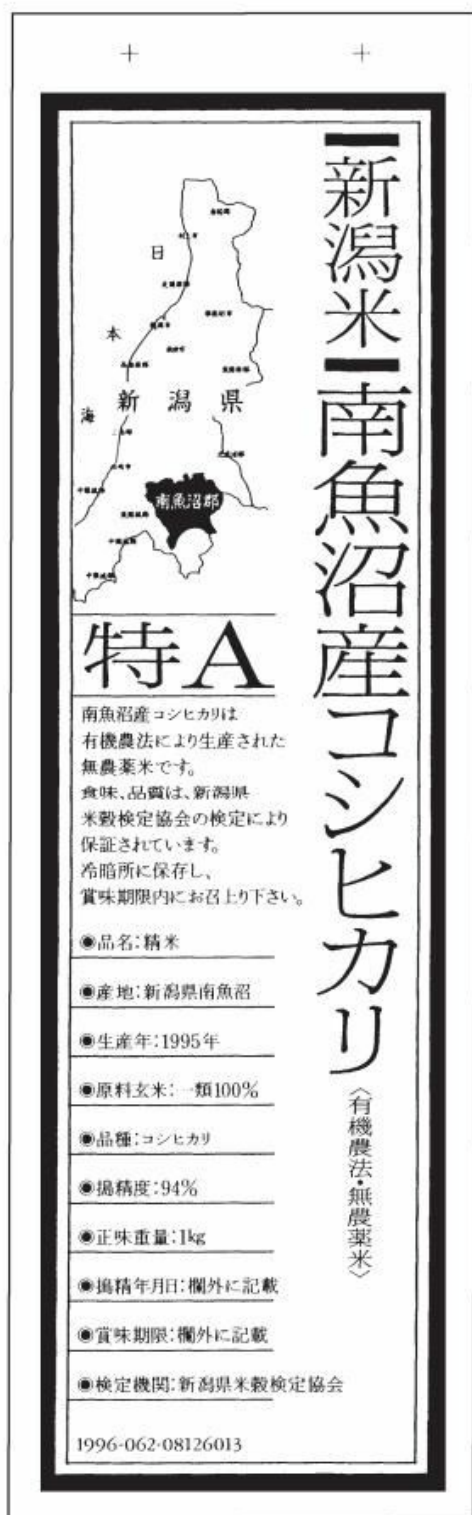 新潟米
南魚沼産コシヒカリ
〈有機農法・無農薬米〉
日本海
新潟県
南魚沼郡
特A
南魚沼産コシヒカリは
有機農法により生産された
無農薬米です。
食味、品質は、新潟県
米穀検定協会の検定により
保証されています。
冷暗所に保存し、
賞味期限内にお召上り下さい。
◉品名:精米
◉産地:新潟県南魚沼
◉生産年:1995年
◉原料玄米:一類100%
◉品種:コシヒカリ
◉搗精度:94%
◉正味重量:1kg
◉搗精年月日:欄外に記載
◉賞味期限:欄外に記載
◉検定機関:新潟県米穀検定協会
1996-062-08126013